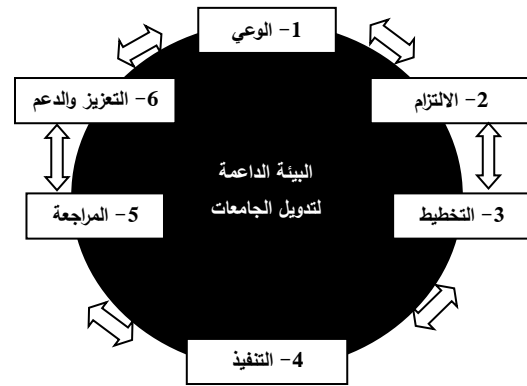 1- الوعي
2- الالتزام
3- التخطيط
4- التنفيذ
5- المراجعة
6- التعزيز والدعم
البيئة الداعمة
لتدويل الجامعات